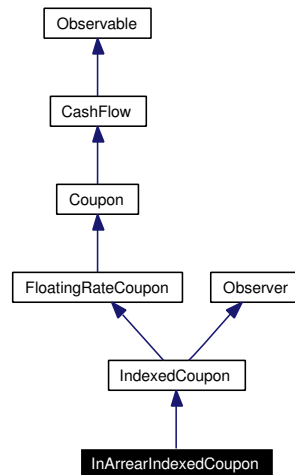 Observable
CashFlow
Coupon
FloatingRateCoupon
Observer
IndexedCoupon
InArrearIndexedCoupon